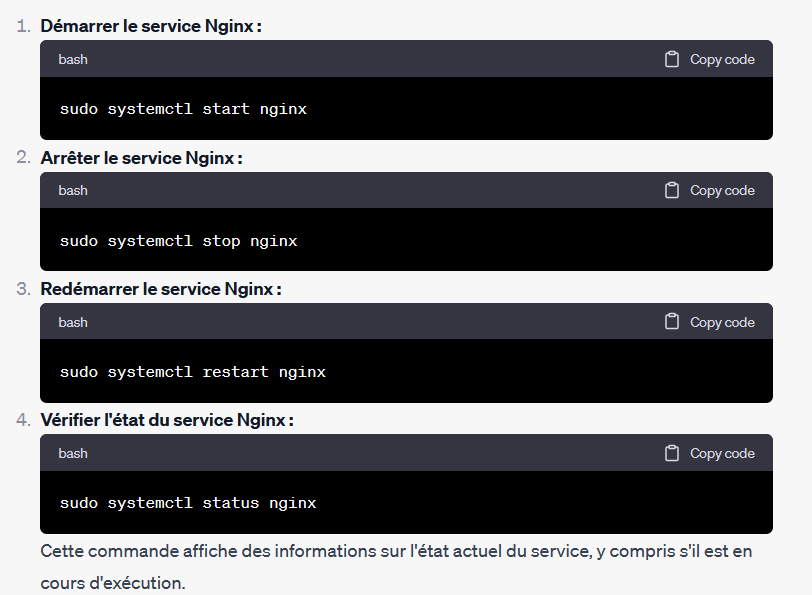 1. Démarrer le service Nginx :
bash Copy code
sudo systemctl start nginx
2. Arrêter le service Nginx :
bash Copy code
sudo systemctl stop nginx
3. Redémarrer le service Nginx :
bash Copy code
sudo systemctl restart nginx
4. Vérifier l'état du service Nginx :
bash Copy code
sudo systemctl status nginx
Cette commande affiche des informations sur l'état actuel du service, y compris s'il est en
cours d'exécution.